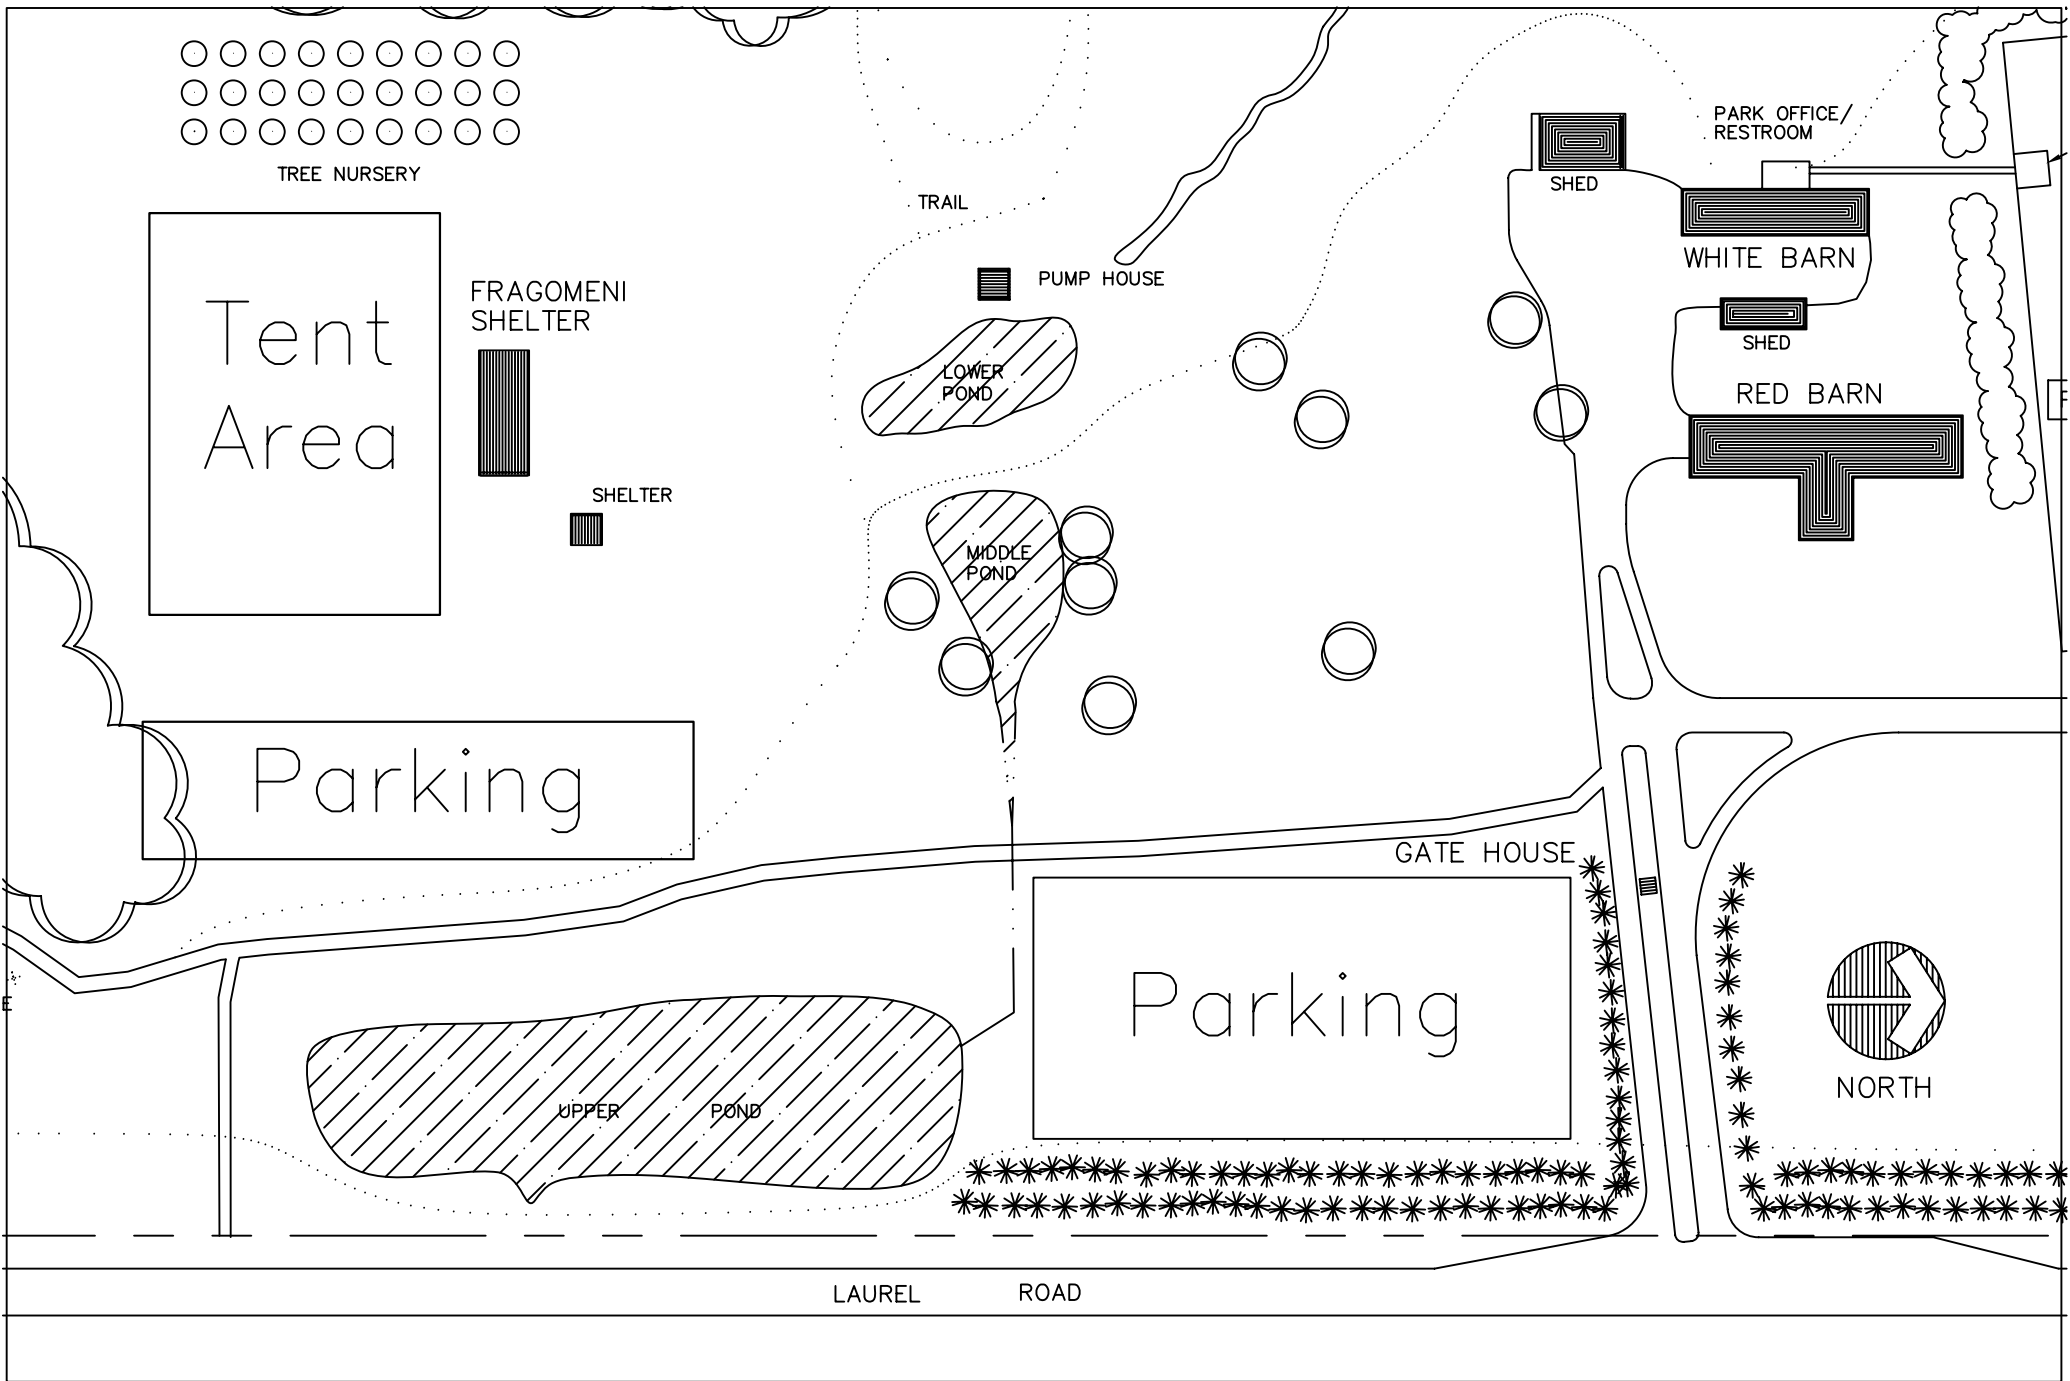 PARK OFFICE/
RESTROOM
TREE NURSERY
SHED
TRAIL
WHITE BARN
PUMP HOUSE
FRAGOMENI
SHELTER
Tent
Area
SHED
LOWER
POND
RED BARN
SHELTER
MIDDLE
POND
Parking
GATE HOUSE
Parking
NORTH
UPPER POND
LAUREL ROAD